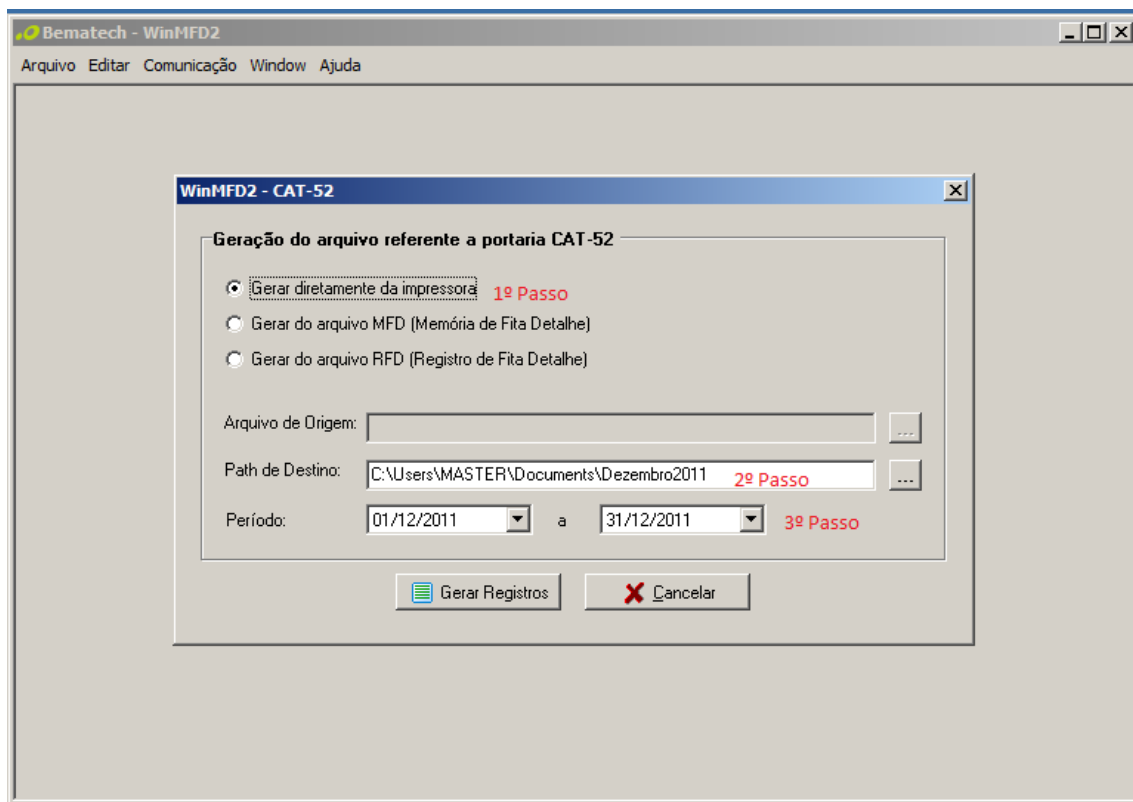 Bematech - WinMFD2
Arquivo Editar Comunicação Window Ajuda
WinMFD2 - CAT-52
Geração do arquivo referente a portaria CAT-52
Gerar diretamente da impressora 1º Passo
Gerar do arquivo MFD (Memória de Fita Detalhe)
Gerar do arquivo RFD (Registro de Fita Detalhe)
Arquivo de Origem: ...
Path de Destino: C:\Users\MASTER\Documents\Dezembro2011 2º Passo ...
Período: 01/12/2011 a 31/12/2011 3º Passo
Gerar Registros Cancelar